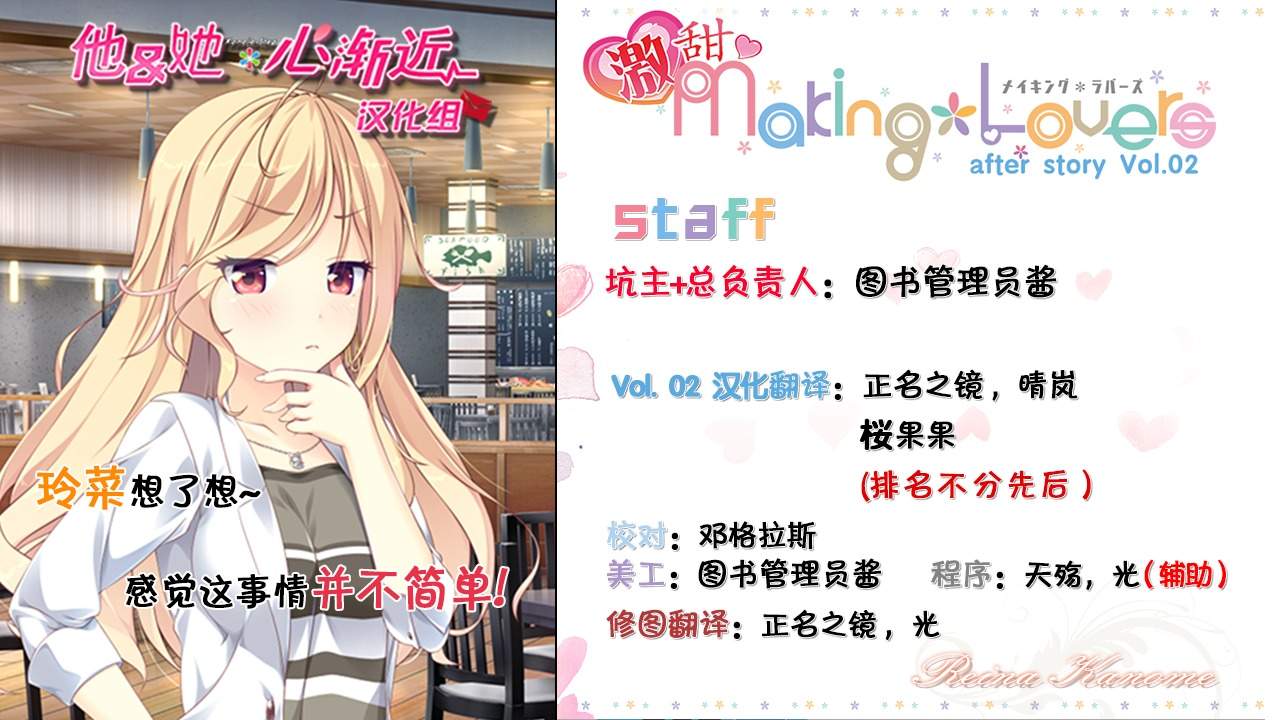 他&她*心渐近
汉化组
SEAFOOD
FISH
玲菜想了想~
感觉这事情并不简单!
激甜
メイキング*ラバーズ
Making*Lovers
after story Vol.02
staff
坑主+总负责人：图书管理员酱
Vol. 02 汉化翻译：正名之镜，晴岚
桜果果
(排名不分先后)
校对：邓格拉斯
美工：图书管理员酱 程序：天殇，光(辅助)
修图翻译：正名之镜，光
Reina Kanome